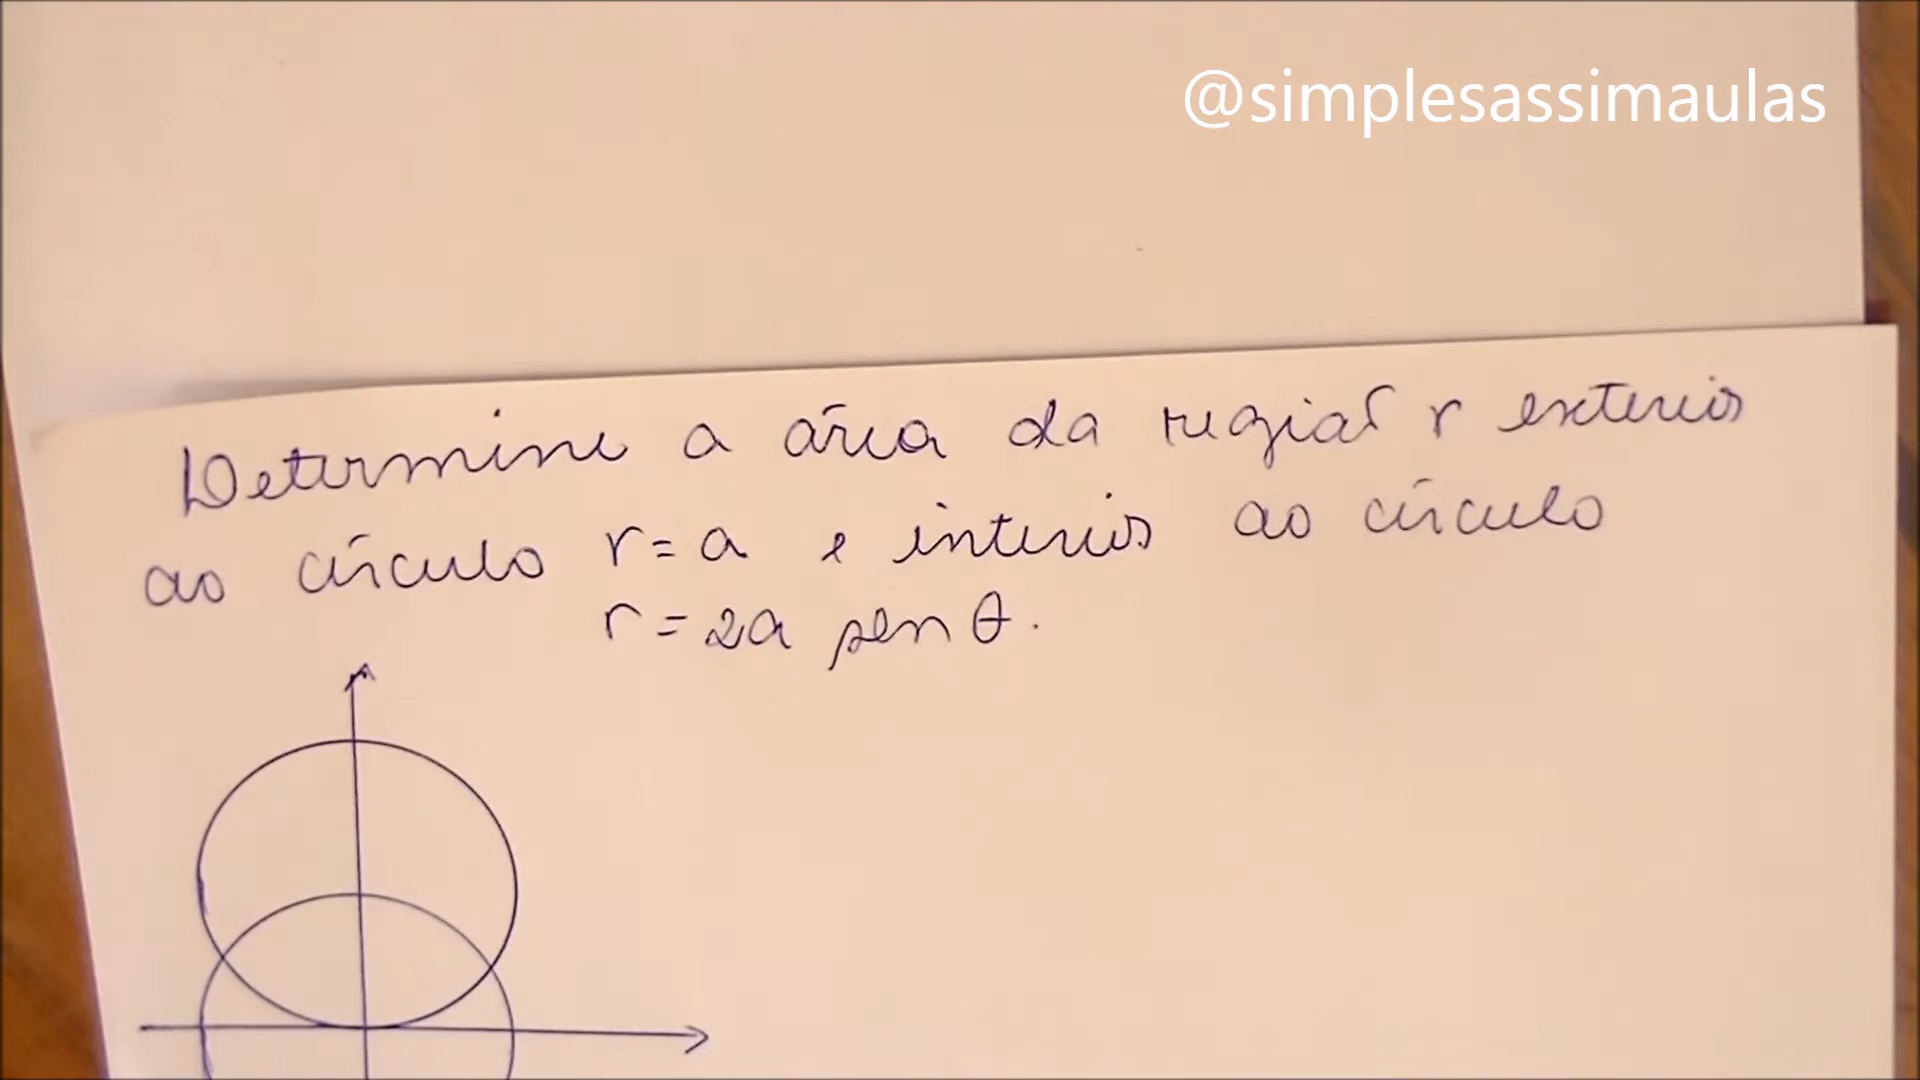 @simplesassimaulas
Determine a área da região r exterior
ao círculo r = a e interior ao círculo
r = 2a sen θ.